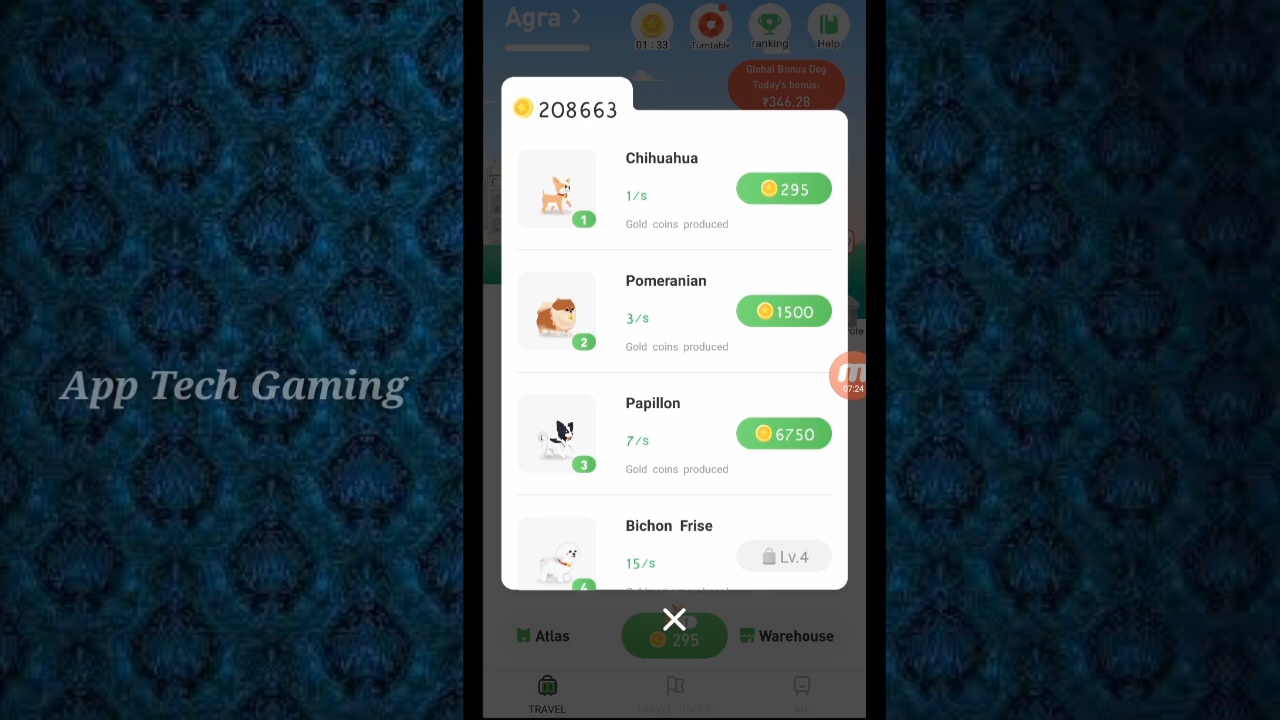 Agra >
01 : 33
Turntable
ranking
Help
Global Bonus Dog
Today's bonus:
₹346.28
208663
Chihuahua
1/s
295
Gold coins produced
1
Pomeranian
3/s
1500
Gold coins produced
2
App Tech Gaming
07:24
Papillon
7/s
6750
Gold coins produced
3
Bichon Frise
15/s
Lv.4
4
Atlas
295
Warehouse
TRAVEL